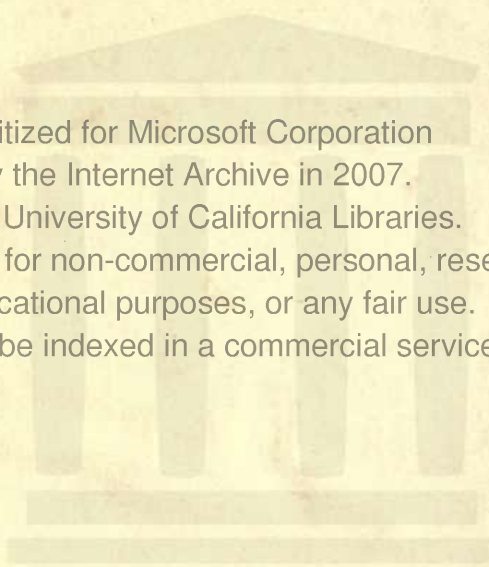 itized for Microsoft Corporation
the Internet Archive in 2007.
University of California Libraries.
for non-commercial, personal, rese
cational purposes, or any fair use.
be indexed in a commercial service